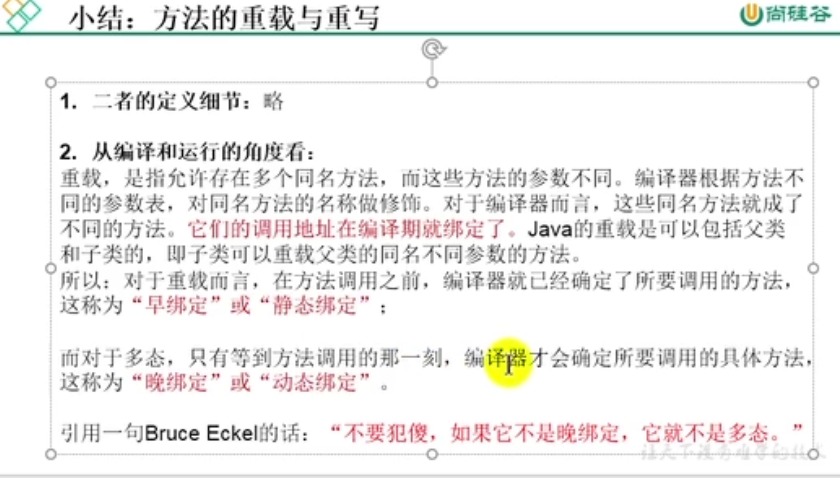 小结：方法的重载与重写
尚硅谷
1. 二者的定义细节：略
2. 从编译和运行的角度看：
重载，是指允许存在多个同名方法，而这些方法的参数不同。编译器根据方法不
同的参数表，对同名方法的名称做修饰。对于编译器而言，这些同名方法就成了
不同的方法。它们的调用地址在编译期就绑定了。Java的重载是可以包括父类
和子类的，即子类可以重载父类的同名不同参数的方法。
所以：对于重载而言，在方法调用之前，编译器就已经确定了所要调用的方法，
这称为“早绑定”或“静态绑定”；
而对于多态，只有等到方法调用的那一刻，编译器才会确定所要调用的具体方法，
这称为“晚绑定”或“动态绑定”。
引用一句Bruce Eckel的话：“不要犯傻，如果它不是晚绑定，它就不是多态。”
让天下没有难学的技术